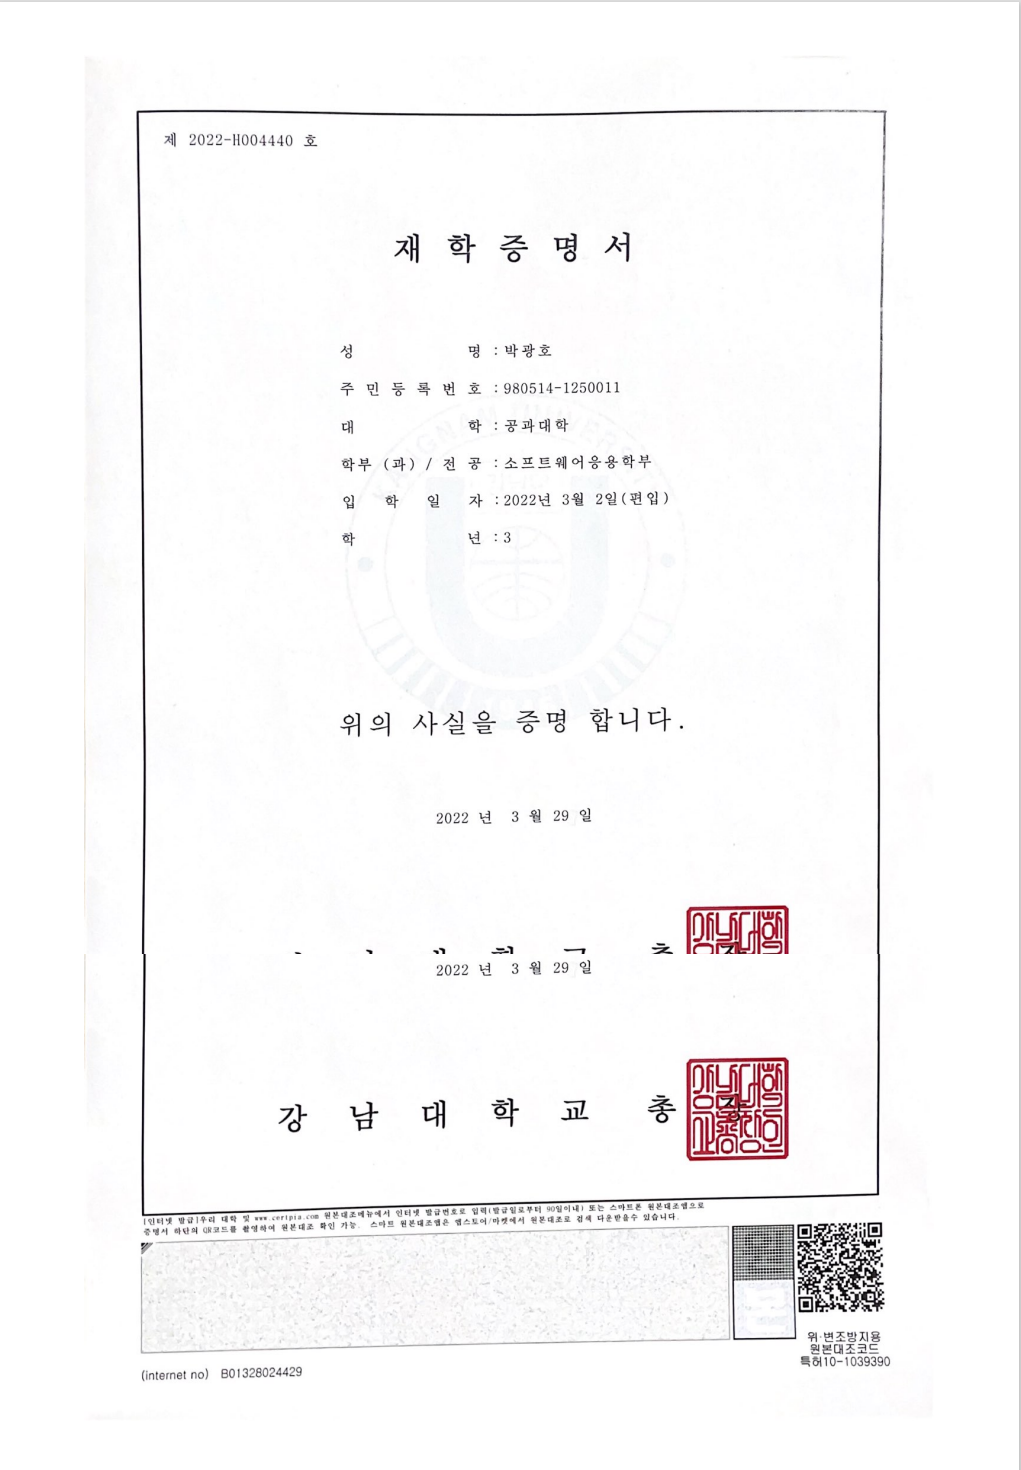 제 2022-H004440 호
재 학 증 명 서
성 명 : 박광호
주 민 등 록 번 호 : 980514-1250011
대 학 : 공과대학
학부 (과) / 전 공 : 소프트웨어응용학부
입 학 일 자 : 2022년 3월 2일(편입)
학 년 : 3
KANGNAM UNIVERSITY
위의 사실을 증명 합니다.
2022 년 3 월 29 일
2022 년 3 월 29 일
강 남 대 학 교 총 장
[인터넷 발급]우리 대학 및 www.certpia.com 원본대조메뉴에서 인터넷 발급번호로 입력(발급일로부터 90일이내) 또는 스마트폰 원본대조앱으로
증명서 하단의 QR코드를 촬영하여 원본대조 확인 가능. 스마트 원본대조앱은 앱스토어/마켓에서 원본대조로 검색 다운받을수 있습니다.
위·변조방지용
원본대조코드
특허10-1039390
(internet no) B01328024429